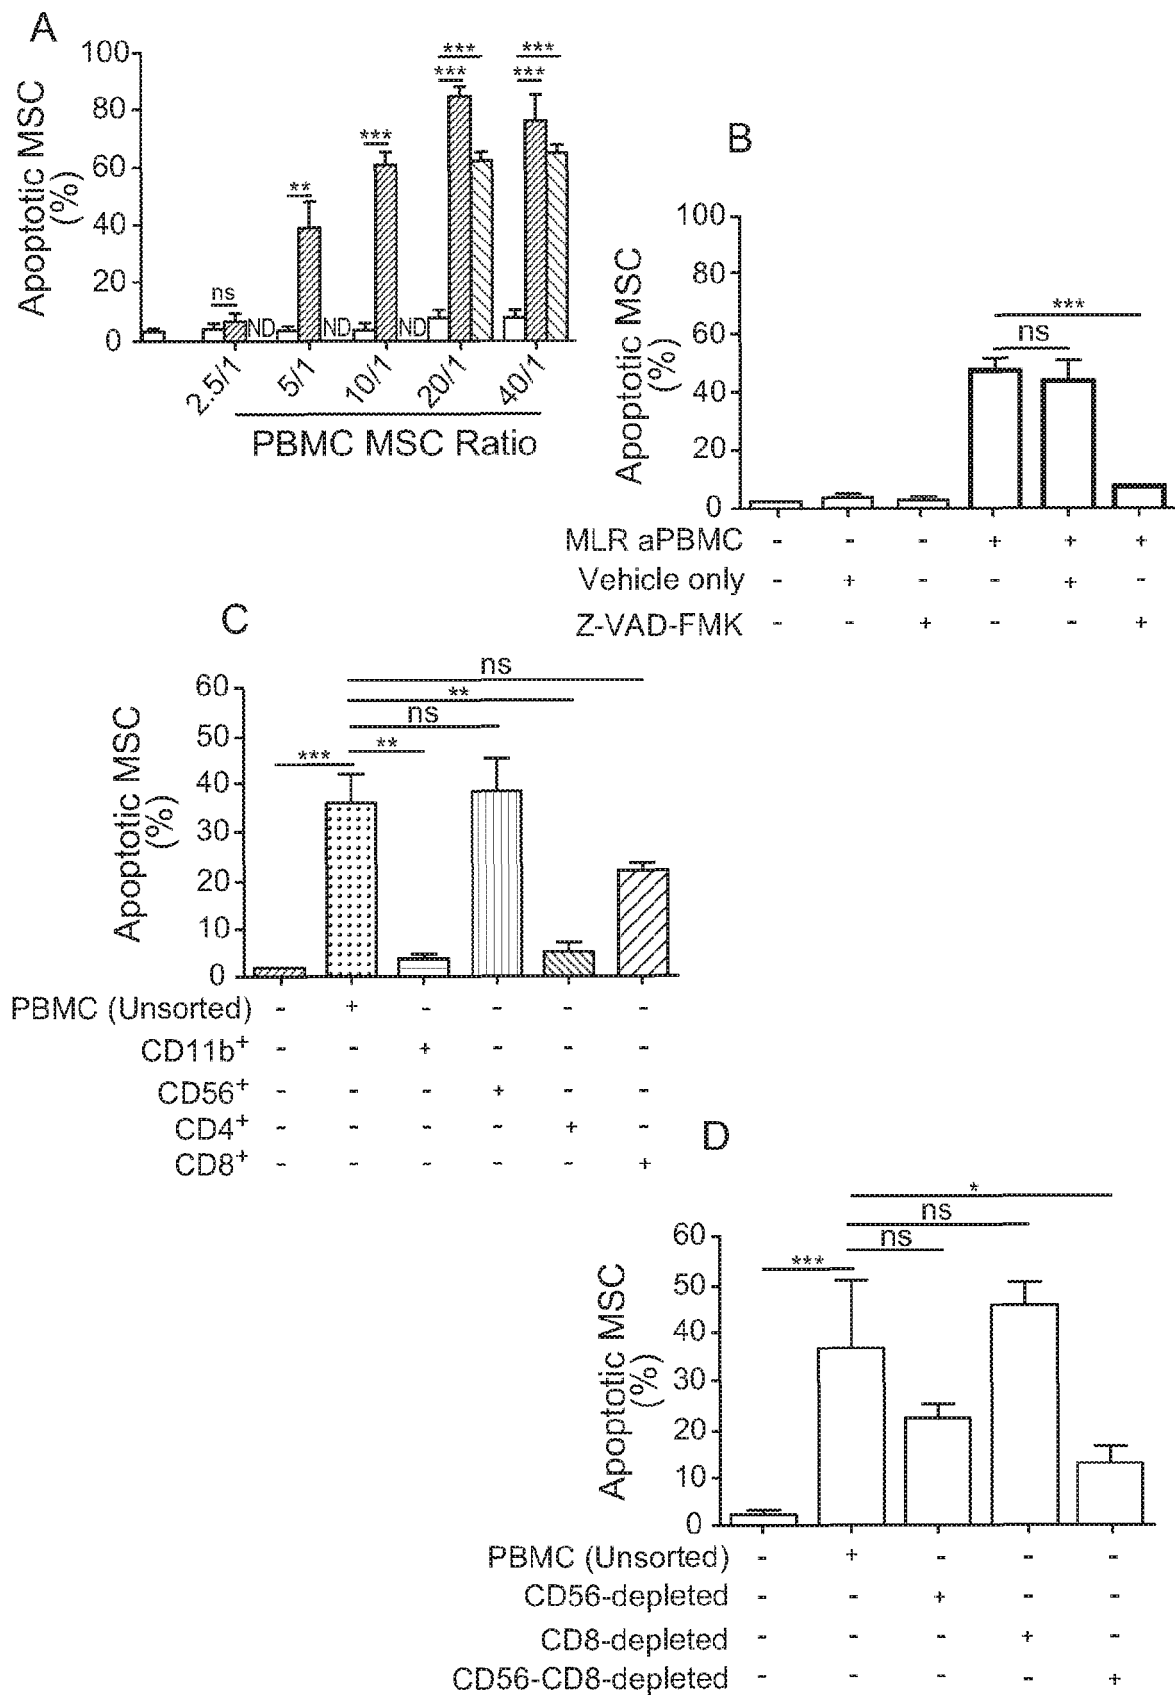 A
Apoptotic MSC
(%)
100
80
60
40
20
0
ns
ND
**
ND
***
ND
***
***
***
***
2.5/1
5/1
10/1
20/1
40/1
PBMC MSC Ratio
B
Apoptotic MSC
(%)
100
80
60
40
20
0
***
ns
MLR aPBMC - - - + + +
Vehicle only - + - - + -
Z-VAD-FMK - - + - - +
C
Apoptotic MSC
(%)
60
50
40
30
20
10
0
ns
**
ns
***
**
PBMC (Unsorted) - + - - - -
CD11b+ - - + - - -
CD56+ - - - + - -
CD4+ - - - - + -
CD8+ - - - - - +
D
Apoptotic MSC
(%)
60
50
40
30
20
10
0
*
ns
ns
***
PBMC (Unsorted) - + - - -
CD56-depleted - - + - -
CD8-depleted - - - + -
CD56-CD8-depleted - - - - +